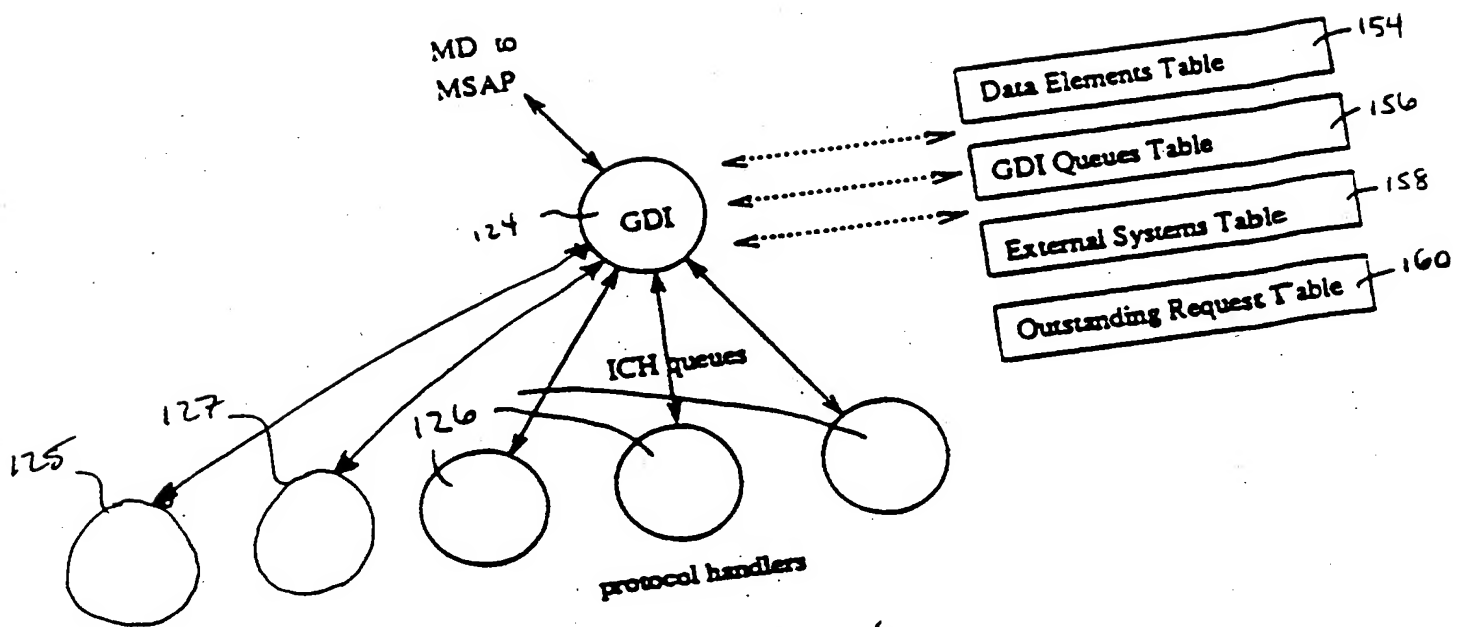 MD to
MSAP
GDI
124
Data Elements Table
154
GDI Queues Table
156
External Systems Table
158
Outstanding Request Table
160
ICH queues
125
127
126
protocol handlers